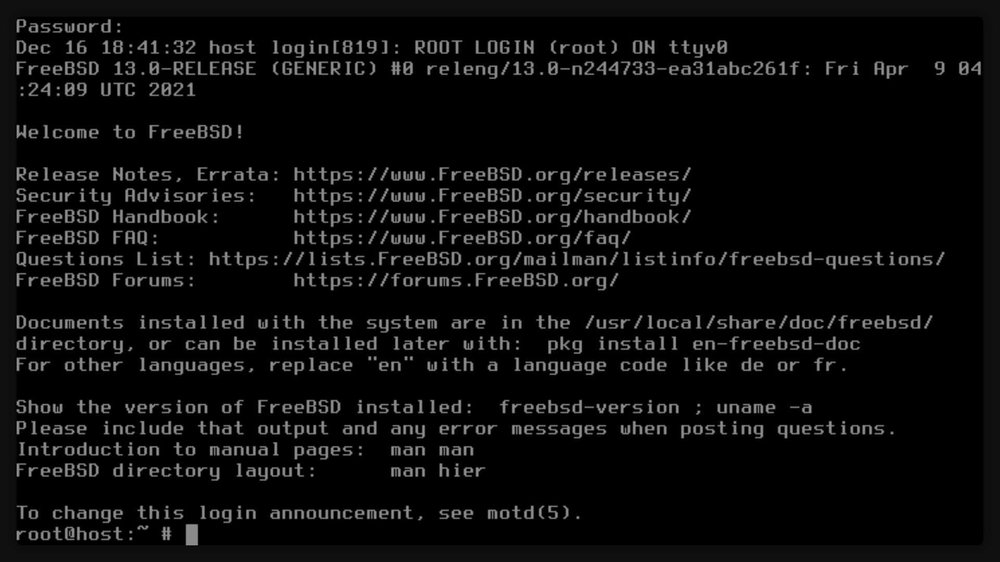 Password:
Dec 16 18:41:32 host login[819]: ROOT LOGIN (root) ON ttyv0
FreeBSD 13.0-RELEASE (GENERIC) #0 releng/13.0-n244733-ea31abc261f: Fri Apr  9 04
:24:09 UTC 2021
Welcome to FreeBSD!
Release Notes, Errata: https://www.FreeBSD.org/releases/
Security Advisories:   https://www.FreeBSD.org/security/
FreeBSD Handbook:      https://www.FreeBSD.org/handbook/
FreeBSD FAQ:           https://www.FreeBSD.org/faq/
Questions List: https://lists.FreeBSD.org/mailman/listinfo/freebsd-questions/
FreeBSD Forums:        https://forums.FreeBSD.org/
Documents installed with the system are in the /usr/local/share/doc/freebsd/
directory, or can be installed later with:  pkg install en-freebsd-doc
For other languages, replace "en" with a language code like de or fr.
Show the version of FreeBSD installed:  freebsd-version ; uname -a
Please include that output and any error messages when posting questions.
Introduction to manual pages:  man man
FreeBSD directory layout:      man hier
To change this login announcement, see motd(5).
root@host:~ #